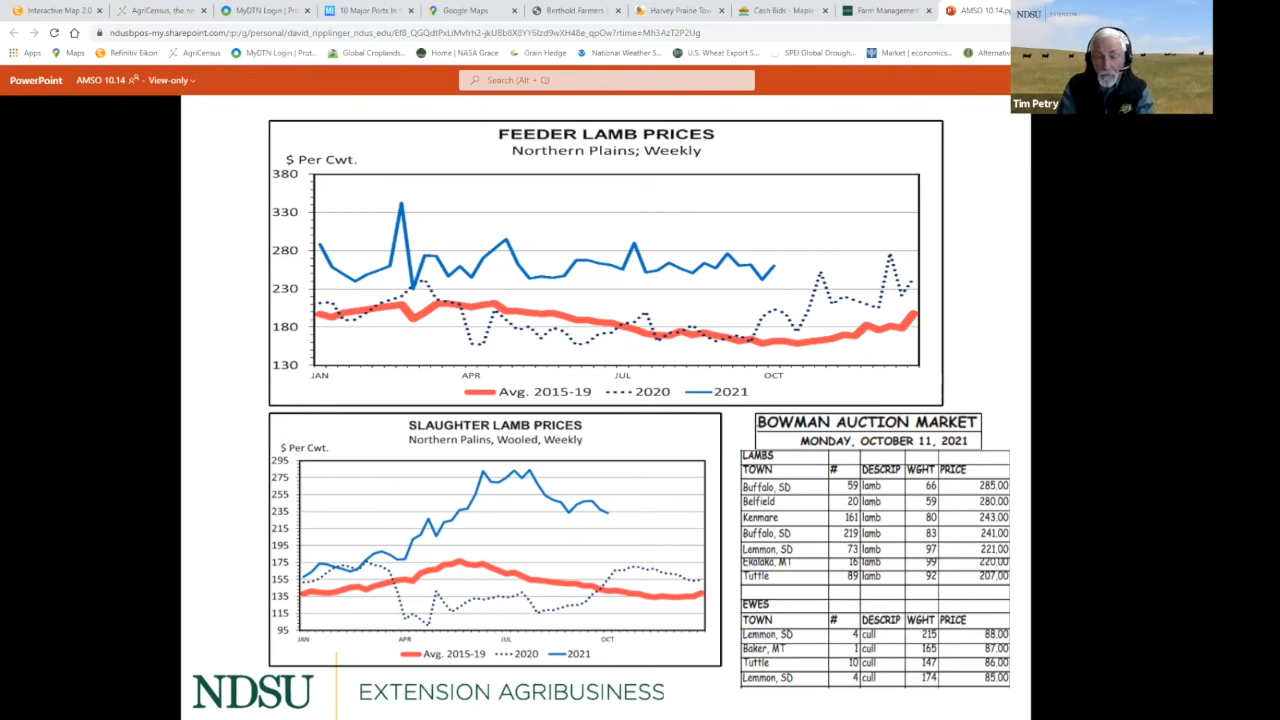 Interactive Map 2.0
AgriCensus, the ne
MyDTN Login | Pro
10 Major Ports In C
Google Maps
Berthold Farmers
Harvey Prairie Tow
Cash Bids - Maple
Farm Management
AMSO 10.14.p
Apps
Maps
Refinitiv Eikon
AgriCensus
MyDTN Login | Prot...
Global Croplands...
Home | NASA Grace
Grain Hedge
National Weather S...
U.S. Wheat Export S...
SPEI Global Drough...
Market | economics...
Alternativ
PowerPoint
AMSO 10.14
View-only
Search (Alt + Q)
NDSU EXTENSION
Tim Petry
FEEDER LAMB PRICES
Northern Plains; Weekly
$ Per Cwt.
380
330
280
230
180
130
JAN APR JUL OCT
Avg. 2015-19 2020 2021
SLAUGHTER LAMB PRICES
Northern Palins, Wooled, Weekly
$ Per Cwt.
295
275
255
235
215
195
175
155
135
115
95
JAN APR JUL OCT
Avg. 2015-19 2020 2021
BOWMAN AUCTION MARKET
MONDAY, OCTOBER 11, 2021
LAMBS
TOWN # DESCRIP WGHT PRICE
Buffalo, SD 59 lamb 66 285.00
Belfield 20 lamb 59 280.00
Kenmare 161 lamb 80 243.00
Buffalo, SD 219 lamb 83 241.00
Lemmon, SD 73 lamb 97 221.00
Ekalaka, MT 16 lamb 99 220.00
Tuttle 89 lamb 92 207.00
EWES
TOWN # DESCRIP WGHT PRICE
Lemmon, SD 4 cull 215 88.00
Baker, MT 1 cull 165 87.00
Tuttle 10 cull 147 86.00
Lemmon, SD 4 cull 174 85.00
NDSU EXTENSION AGRIBUSINESS